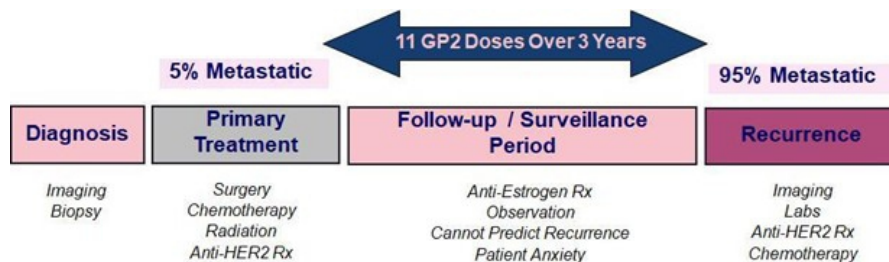 11 GP2 Doses Over 3 Years
5% Metastatic
95% Metastatic
Diagnosis
Primary
Treatment
Follow-up / Surveillance
Period
Recurrence
Imaging
Biopsy
Surgery
Chemotherapy
Radiation
Anti-HER2 Rx
Anti-Estrogen Rx
Observation
Cannot Predict Recurrence
Patient Anxiety
Imaging
Labs
Anti-HER2 Rx
Chemotherapy